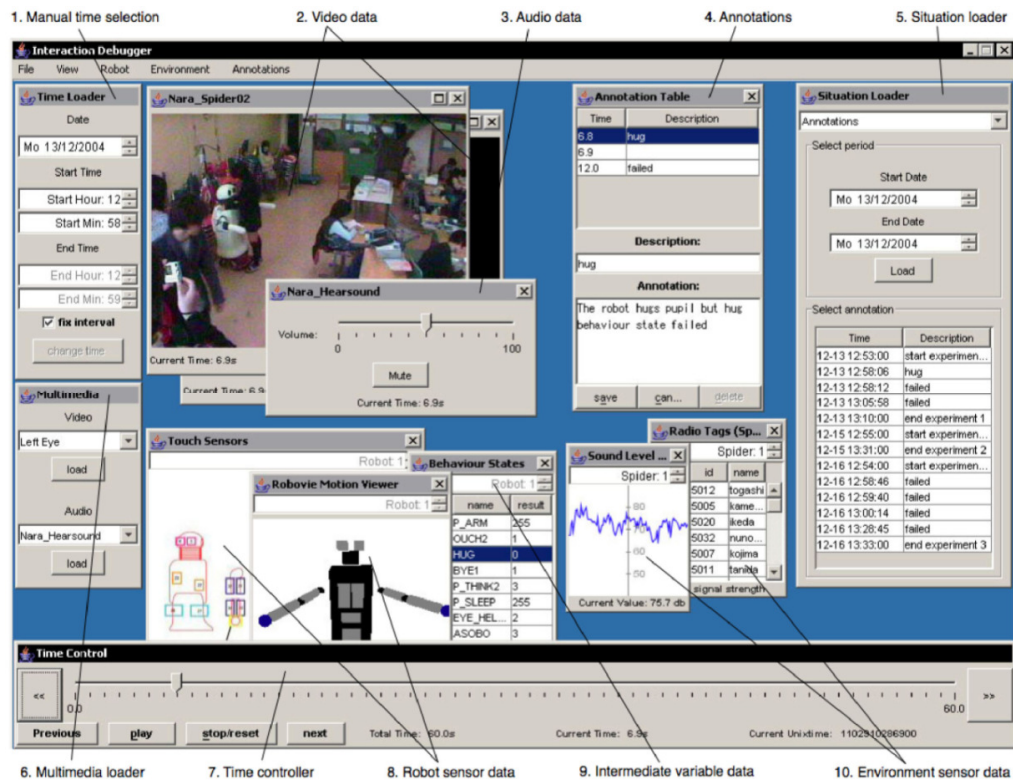 1. Manual time selection
2. Video data
3. Audio data
4. Annotations
5. Situation loader
Interaction Debugger
File View Robot Environment Annotations
Time Loader
Date
Mo 13/12/2004
Start Time
Start Hour: 12
Start Min: 58
End Time
End Hour: 12
End Min: 59
fix interval
change time
Multimedia
Video
Left Eye
load
Audio
Nara_Hearsound
load
Nara_Spider02
Current Time: 6.9s
Current Time: 6.9
Nara_Hearsound
Volume:
0 100
Mute
Current Time: 6.9s
Annotation Table
Time Description
6.8 hug
6.9
12.0 failed
Description:
hug
Annotation:
The robot hugs pupil but hug
behaviour state failed
save can... delete
Situation Loader
Annotations
Select period
Start Date
Mo 13/12/2004
End Date
Mo 13/12/2004
Load
Select annotation
Time Description
12-13 12:53:00 start experimen...
12-13 12:58:06 hug
12-13 12:58:12 failed
12-13 13:05:58 failed
12-13 13:10:00 end experiment 1
12-15 12:55:00 start experimen...
12-15 13:31:00 end experiment 2
12-16 12:54:00 start experimen...
12-16 12:58:46 failed
12-16 12:59:40 failed
12-16 13:00:14 failed
12-16 13:28:45 failed
12-16 13:33:00 end experiment 3
Touch Sensors
Robot: 1
Robovie Motion Viewer
Robot: 1
Behaviour States
Robot: 1
name result
P_ARM 255
OUCH2 1
HUG 0
BYE1 1
P_THINK2 3
P_SLEEP 255
EYE_HEL... 2
ASOBO 3
Sound Level ...
Spider: 1
80
70
60
50
Current Value: 75.7 db
Radio Tags (Sp...
Spider: 1
id name
5012 togashi
5005 kame...
5020 ikeda
5032 nuno...
5007 kojima
5011 tanida
signal strength
Time Control
<< >>
0.0 60.0
Previous play stop/reset next Total Time: 60.0s Current Time: 6.9s Current Unixtime: 1102910286900
6. Multimedia loader
7. Time controller
8. Robot sensor data
9. Intermediate variable data
10. Environment sensor data